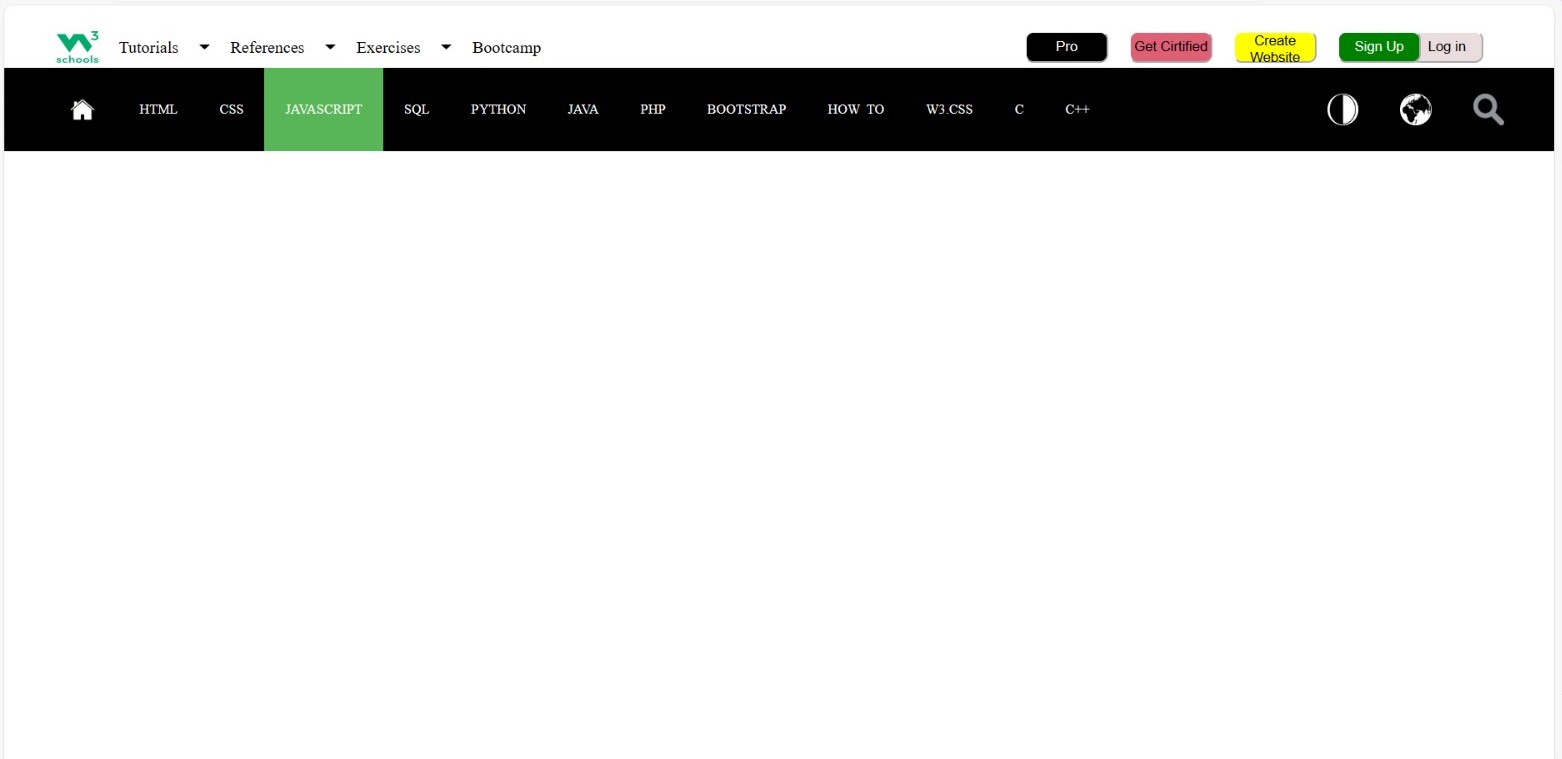 W3
schools
Tutorials References Exercises Bootcamp Pro Get Cirtified Create Website Sign Up Log in
HTML CSS JAVASCRIPT SQL PYTHON JAVA PHP BOOTSTRAP HOW TO W3.CSS C C++